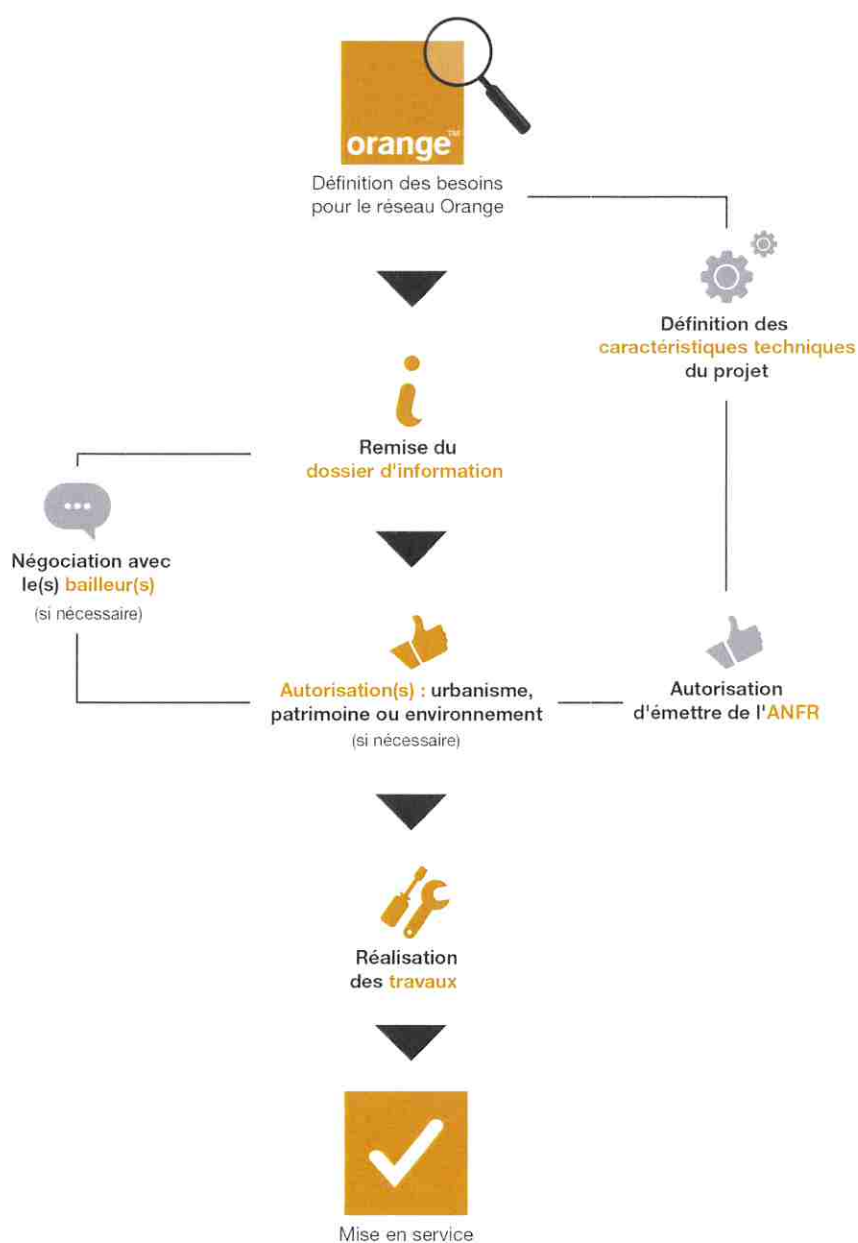 orange™
Définition des besoins
pour le réseau Orange
Définition des
caractéristiques techniques
du projet
Remise du
dossier d'information
Négociation avec
le(s) bailleur(s)
(si nécessaire)
Autorisation(s) : urbanisme,
patrimoine ou environnement
(si nécessaire)
Autorisation
d'émettre de l'ANFR
Réalisation
des travaux
Mise en service